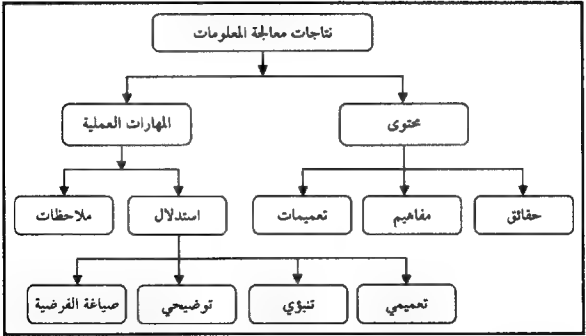 نتاجات معالجة المعلومات
محتوى
المهارات العملية
حقائق
مفاهيم
تعميمات
استدلال
ملاحظات
تعميمي
تنبؤي
توضيحي
صياغة الفرضية